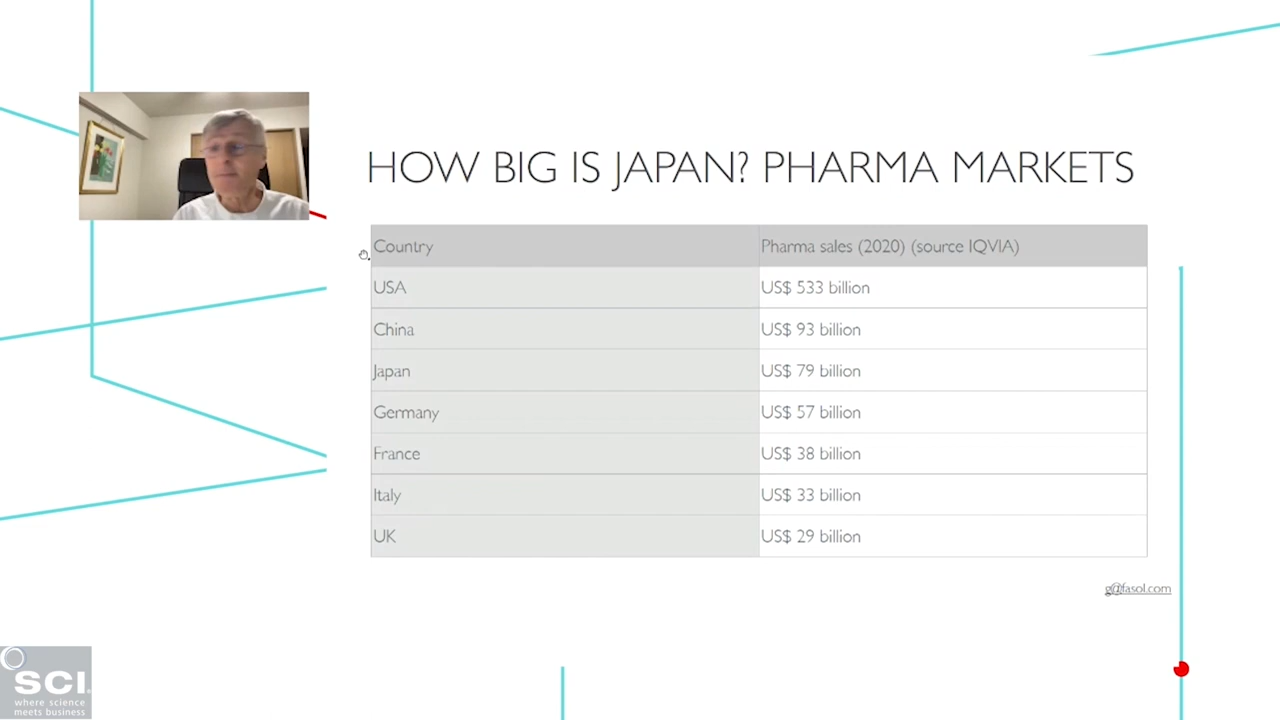 HOW BIG IS JAPAN? PHARMA MARKETS
Country Pharma sales (2020) (source IQVIA)
USA US$ 533 billion
China US$ 93 billion
Japan US$ 79 billion
Germany US$ 57 billion
France US$ 38 billion
Italy US$ 33 billion
UK US$ 29 billion
g@fasol.com
SCI
where science
meets business